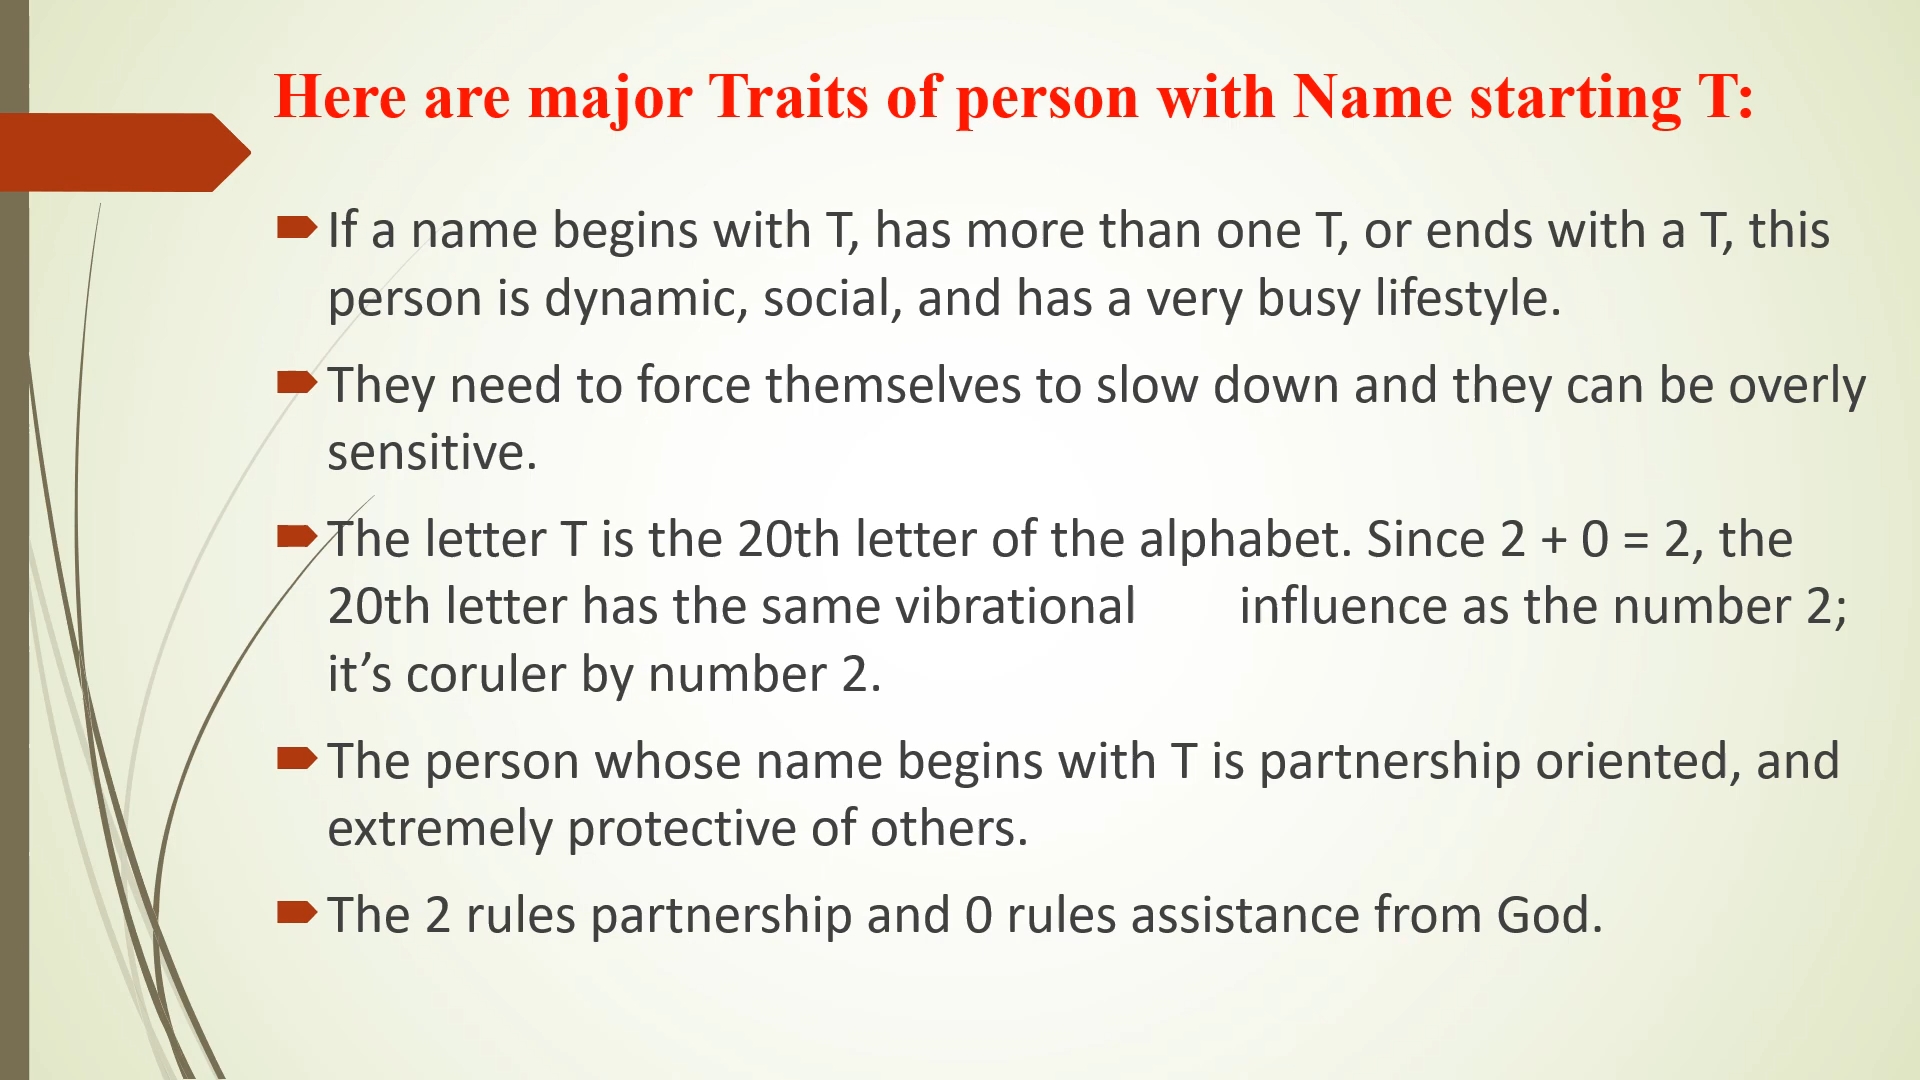 Here are major Traits of person with Name starting T:
If a name begins with T, has more than one T, or ends with a T, this
person is dynamic, social, and has a very busy lifestyle.
They need to force themselves to slow down and they can be overly
sensitive.
The letter T is the 20th letter of the alphabet. Since 2 + 0 = 2, the
20th letter has the same vibrational influence as the number 2;
it’s coruler by number 2.
The person whose name begins with T is partnership oriented, and
extremely protective of others.
The 2 rules partnership and 0 rules assistance from God.